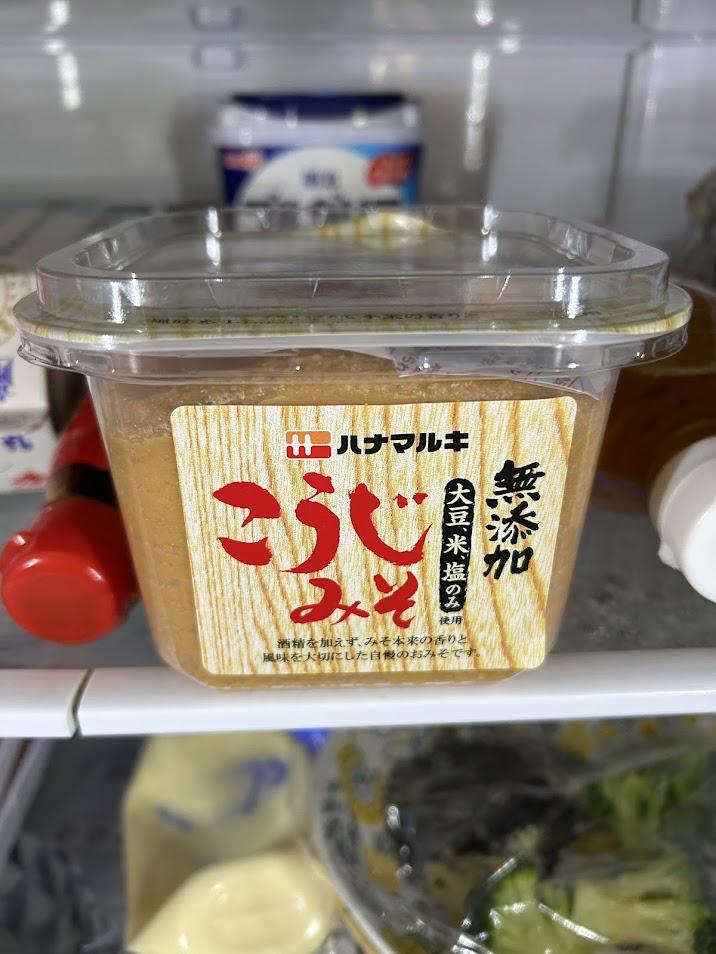 ハナマルキ
こうじ
みそ
無添加
大豆、米、塩のみ
使用
酒精を加えず、みそ本来の香りと
風味を大切にした自慢のおみそです。